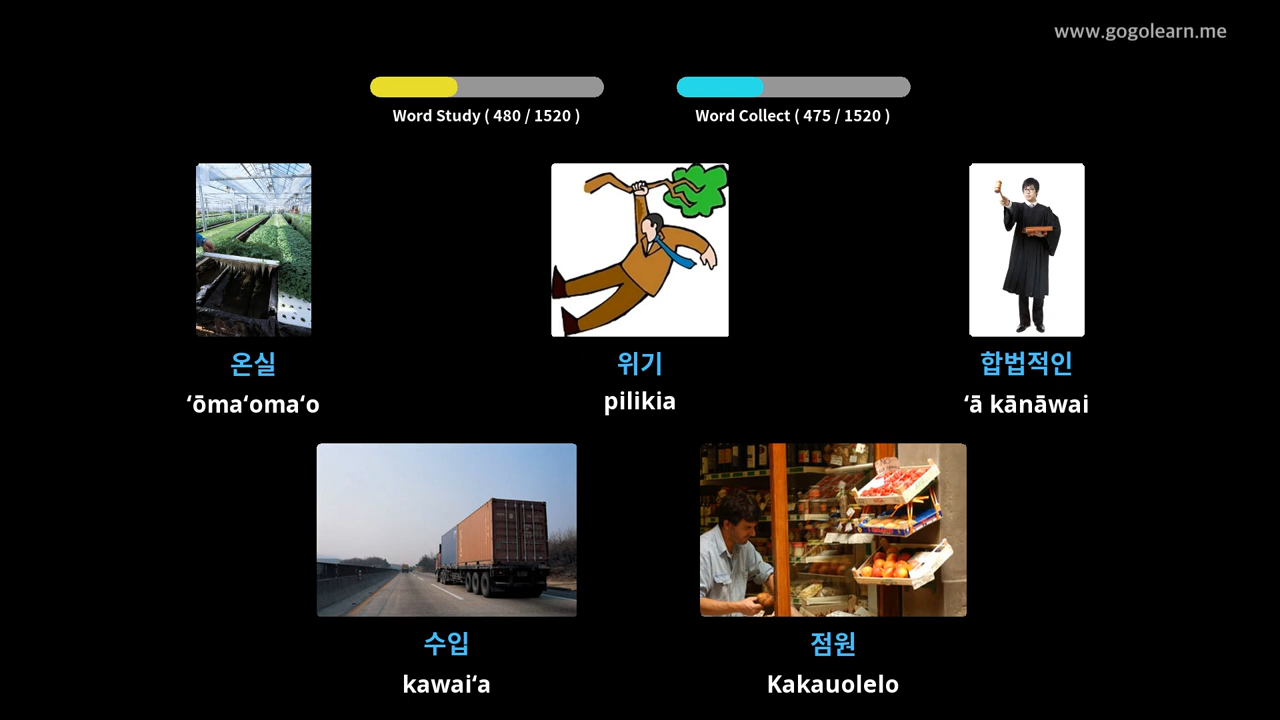 www.gogolearn.me
Word Study ( 480 / 1520 )
Word Collect ( 475 / 1520 )
온실
ʻōmaʻomaʻo
위기
pilikia
합법적인
ʻā kānāwai
수입
kawaiʻa
점원
Kakauolelo